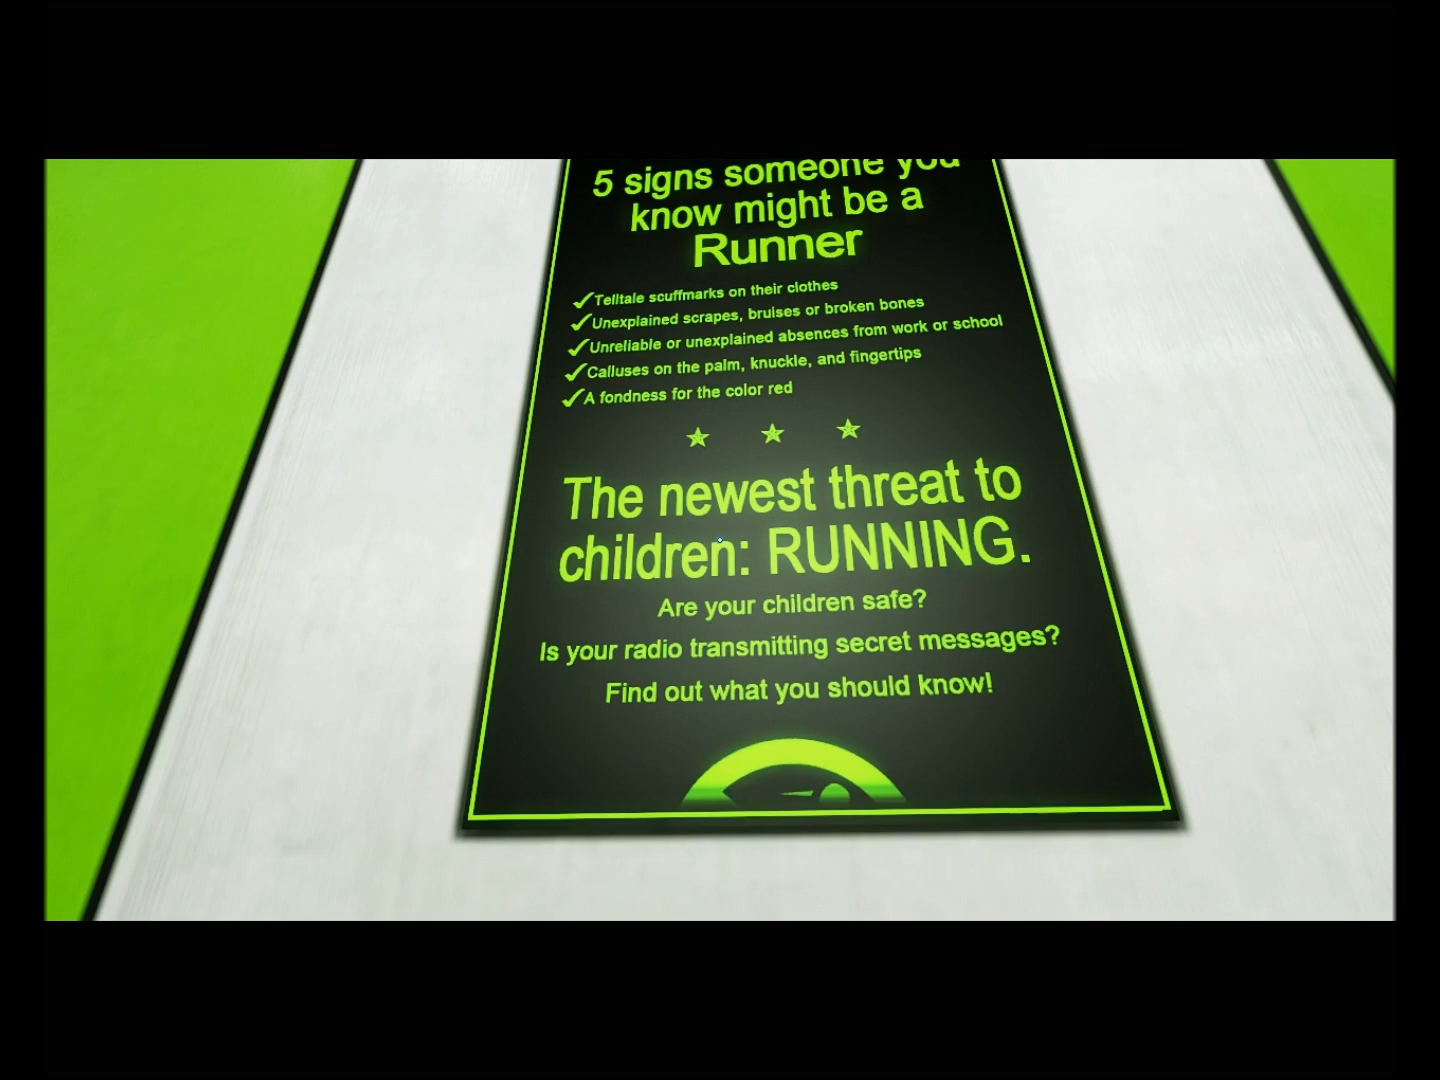 5 signs someone you
know might be a
Runner
Telltale scuffmarks on their clothes
Unexplained scrapes, bruises or broken bones
Unreliable or unexplained absences from work or school
Calluses on the palm, knuckle, and fingertips
A fondness for the color red
The newest threat to
children: RUNNING.
Are your children safe?
Is your radio transmitting secret messages?
Find out what you should know!